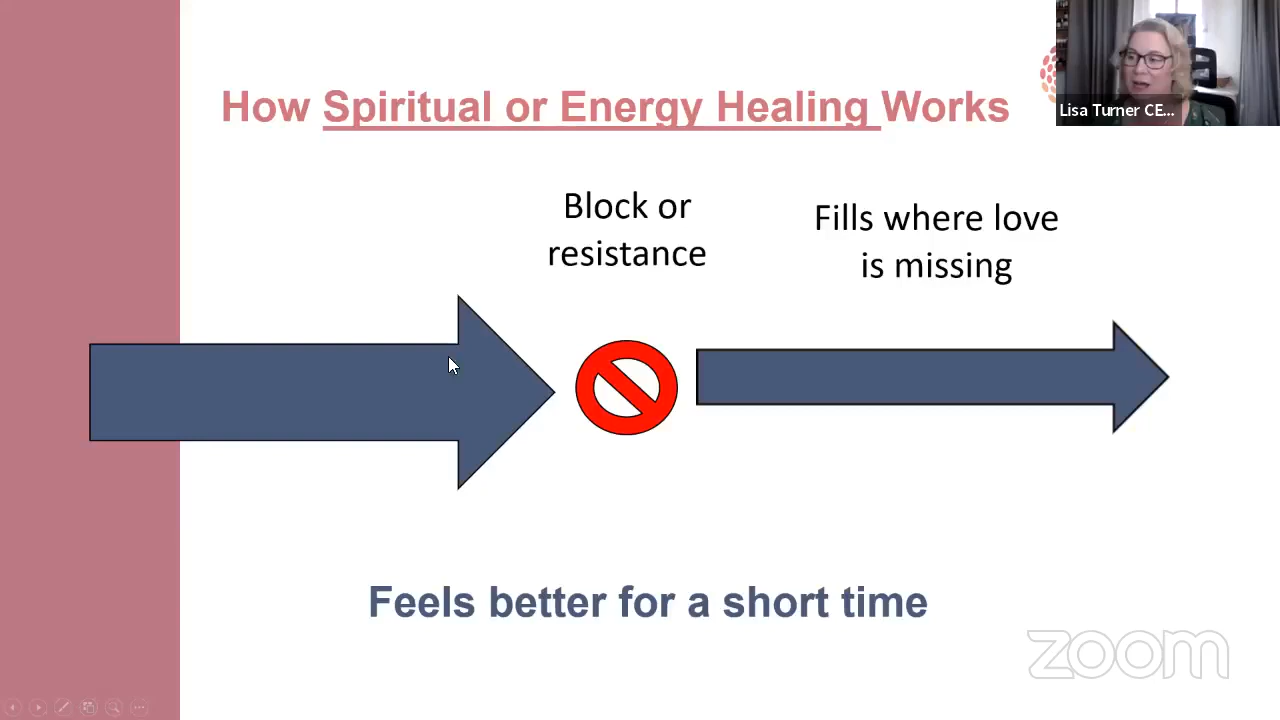 How Spiritual or Energy Healing Works
Lisa Turner CE...
Block or
resistance
Fills where love
is missing
Feels better for a short time
zoom